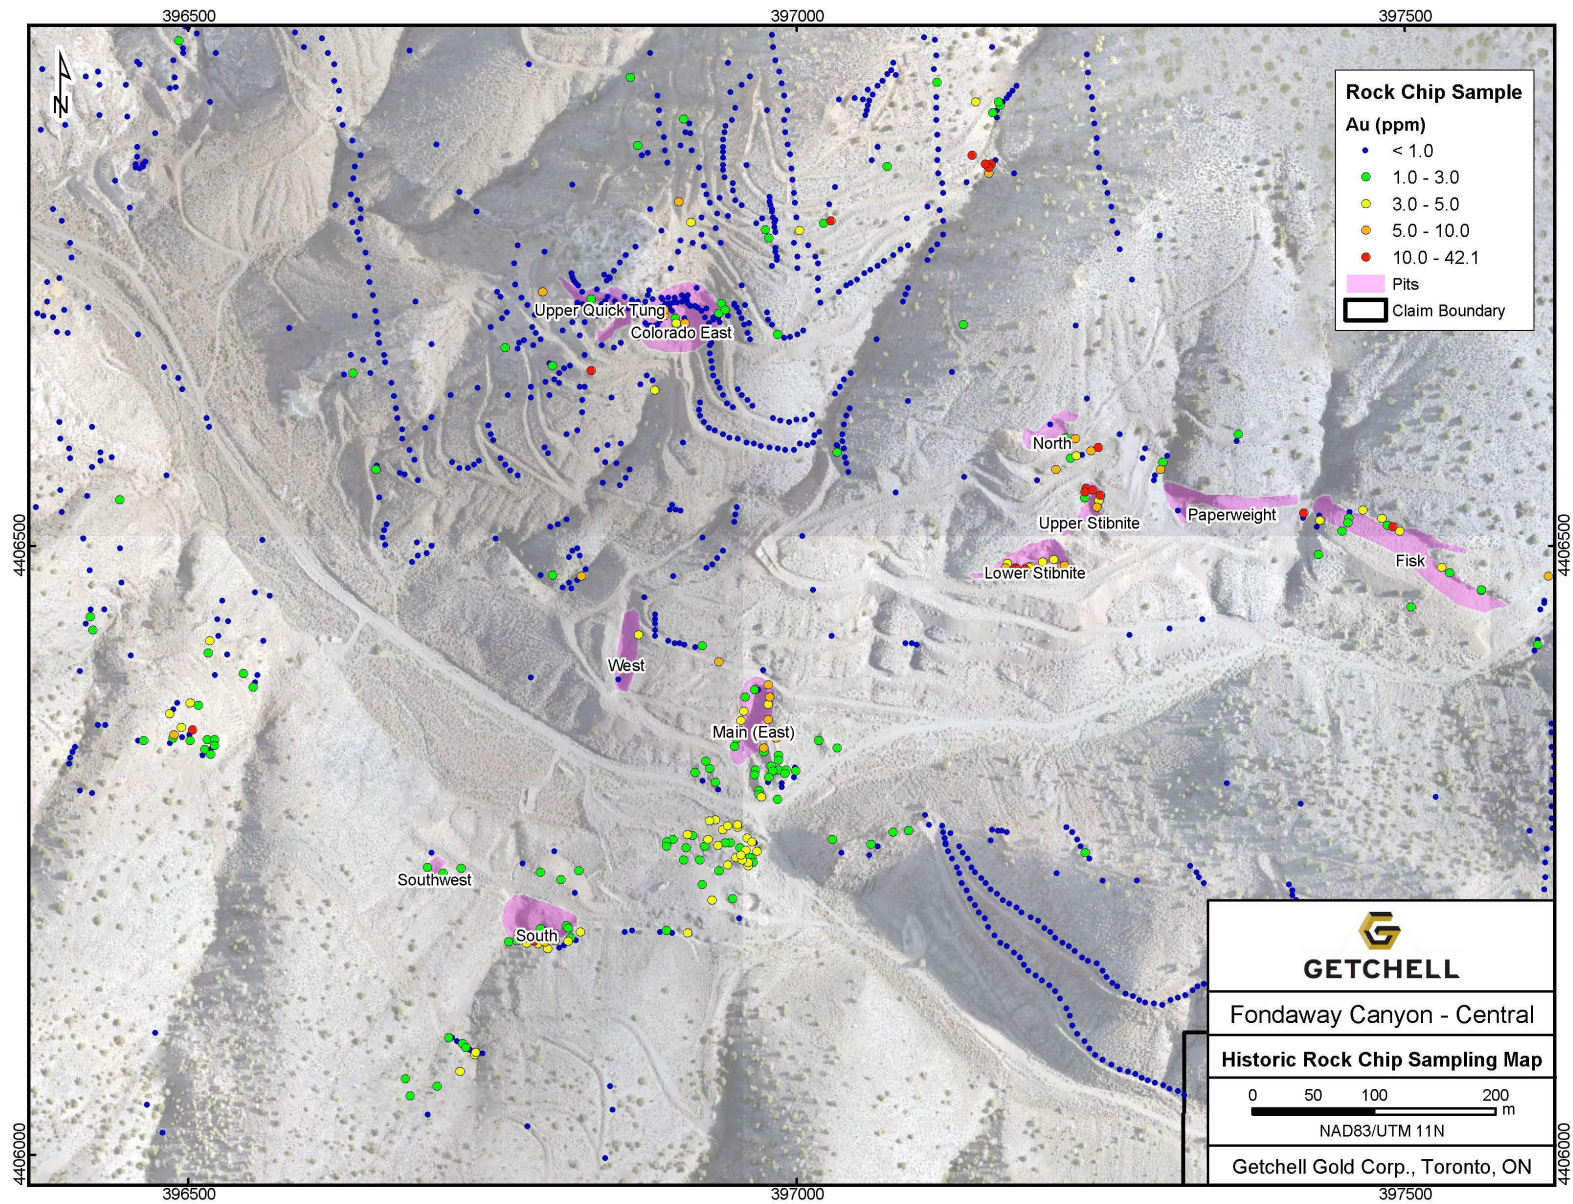 396500
397000
397500
N
Rock Chip Sample
Au (ppm)
< 1.0
1.0 - 3.0
3.0 - 5.0
5.0 - 10.0
10.0 - 42.1
Pits
Claim Boundary
Upper Quick Tung
Colorado East
North
Upper Stibnite
Paperweight
4406500
4406500
Lower Stibnite
Fisk
West
Main (East)
Southwest
South
GETCHELL
Fondaway Canyon - Central
Historic Rock Chip Sampling Map
0 50 100 200
m
NAD83/UTM 11N
Getchell Gold Corp., Toronto, ON
4406000
4406000
396500
397000
397500